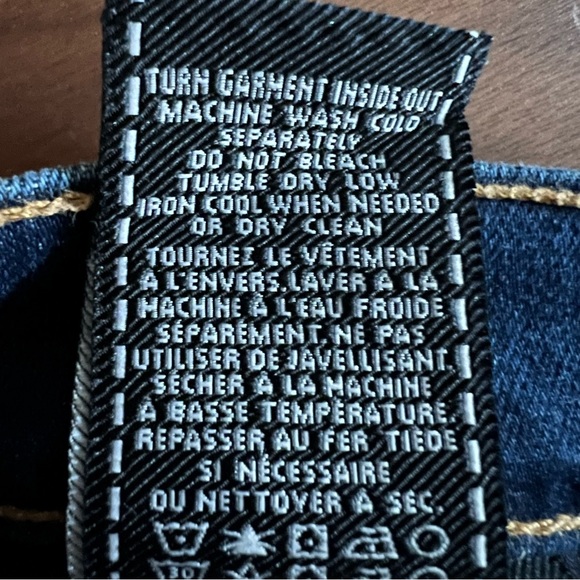 TURN GARMENT INSIDE OUT
MACHINE WASH COLD
SEPARATELY
DO NOT BLEACH
TUMBLE DRY LOW
IRON COOL WHEN NEEDED
OR DRY CLEAN
TOURNEZ LE VÊTEMENT
À L'ENVERS.LAVER À LA
MACHINE À L'EAU FROIDE
SÉPARÉMENT. NE PAS
UTILISER DE JAVELLISANT.
SÉCHER À LA MACHINE
À BASSE TEMPÉRATURE.
REPASSER AU FER TIÈDE
SI NÉCESSAIRE
OU NETTOYER À SEC.
30